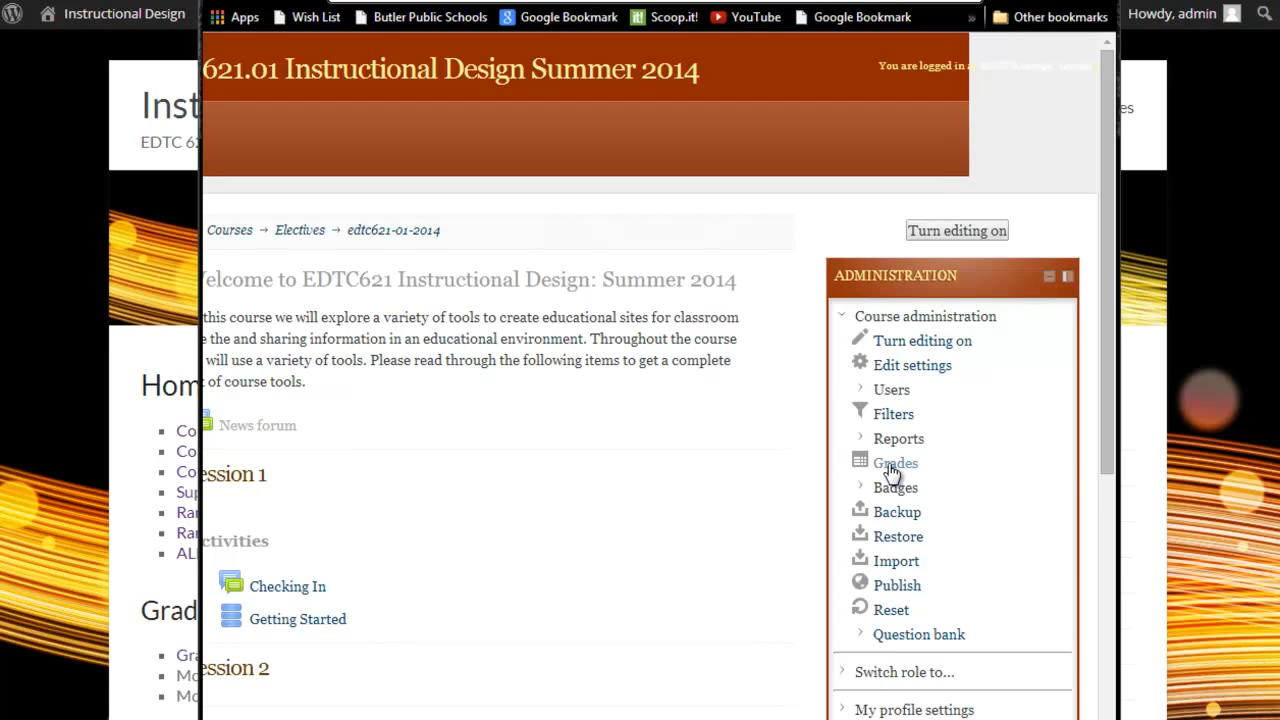 Instructional Design
Apps Wish List Butler Public Schools Google Bookmark Scoop.it! YouTube Google Bookmark » Other bookmarks
Howdy, admin
621.01 Instructional Design Summer 2014
You are logged in
Inst
EDTC 62
es
Courses → Electives → edtc621-01-2014
Turn editing on
elcome to EDTC621 Instructional Design: Summer 2014
this course we will explore a variety of tools to create educational sites for classroom
e the and sharing information in an educational environment. Throughout the course
will use a variety of tools. Please read through the following items to get a complete
t of course tools.
News forum
ession 1
ctivities
Checking In
Getting Started
ession 2
ADMINISTRATION
Course administration
Turn editing on
Edit settings
Users
Filters
Reports
Grades
Badges
Backup
Restore
Import
Publish
Reset
Question bank
Switch role to...
My profile settings
Hom
Co
Co
Co
Sup
Ran
Ran
ALL
Grad
Gra
Mo
Mo